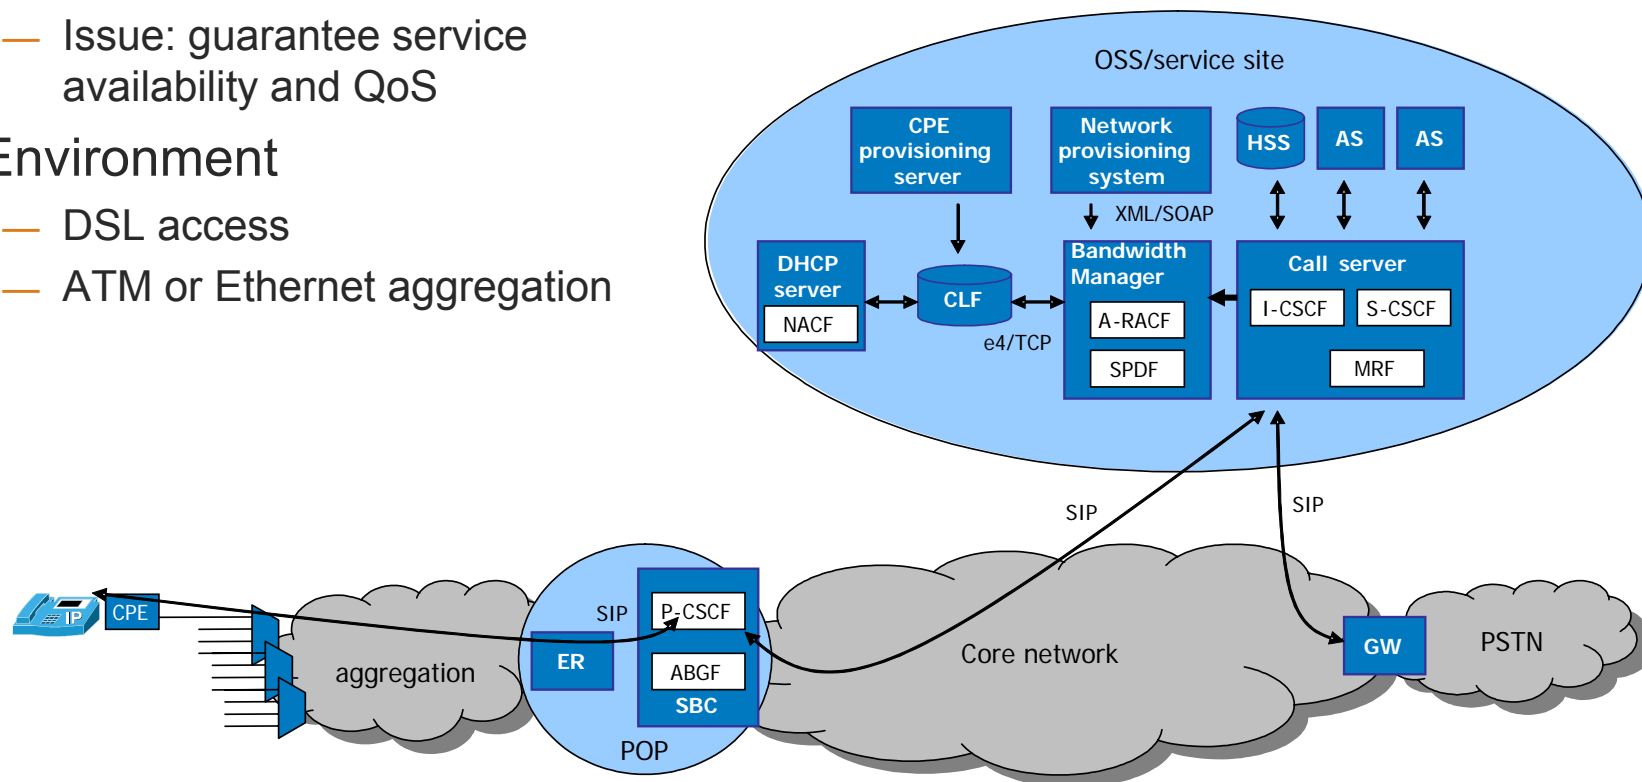 — Issue: guarantee service
availability and QoS
Environment
— DSL access
— ATM or Ethernet aggregation
OSS/service site
CPE
provisioning
server
Network
provisioning
system
HSS
AS
AS
XML/SOAP
DHCP
server
NACF
CLF
e4/TCP
Bandwidth
Manager
A-RACF
SPDF
Call server
I-CSCF
S-CSCF
MRF
SIP
SIP
IP
CPE
aggregation
SIP
ER
P-CSCF
ABGF
SBC
POP
Core network
GW
PSTN